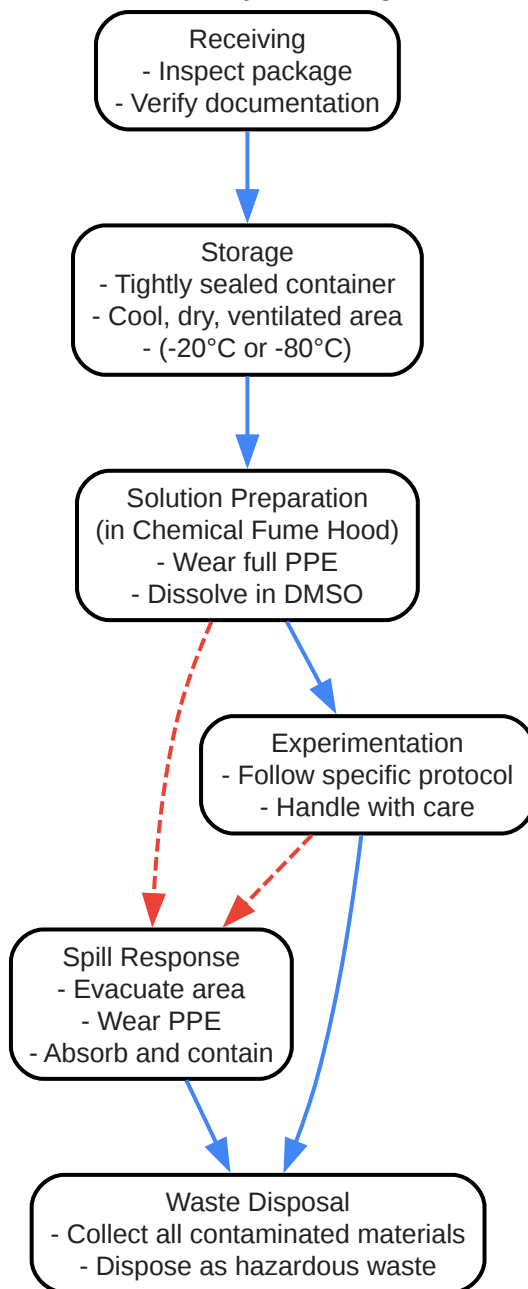 Receiving
- Inspect package
- Verify documentation
Storage
- Tightly sealed container
- Cool, dry, ventilated area
- (-20°C or -80°C)
Solution Preparation
(in Chemical Fume Hood)
- Wear full PPE
- Dissolve in DMSO
Experimentation
- Follow specific protocol
- Handle with care
Spill Response
- Evacuate area
- Wear PPE
- Absorb and contain
Waste Disposal
- Collect all contaminated materials
- Dispose as hazardous waste